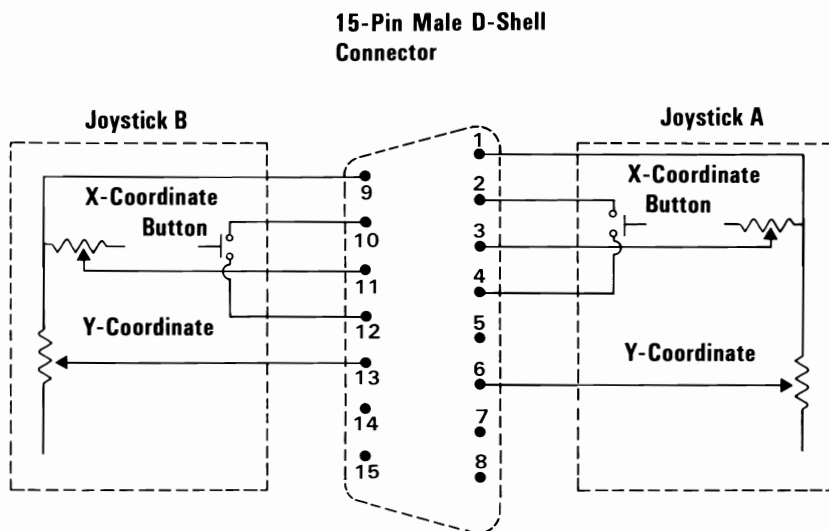 15-Pin Male D-Shell
Connector
Joystick B
Joystick A
X-Coordinate
Button
Y-Coordinate
9
10
11
12
13
14
15
1
2
3
4
5
6
7
8
X-Coordinate
Button
Y-Coordinate